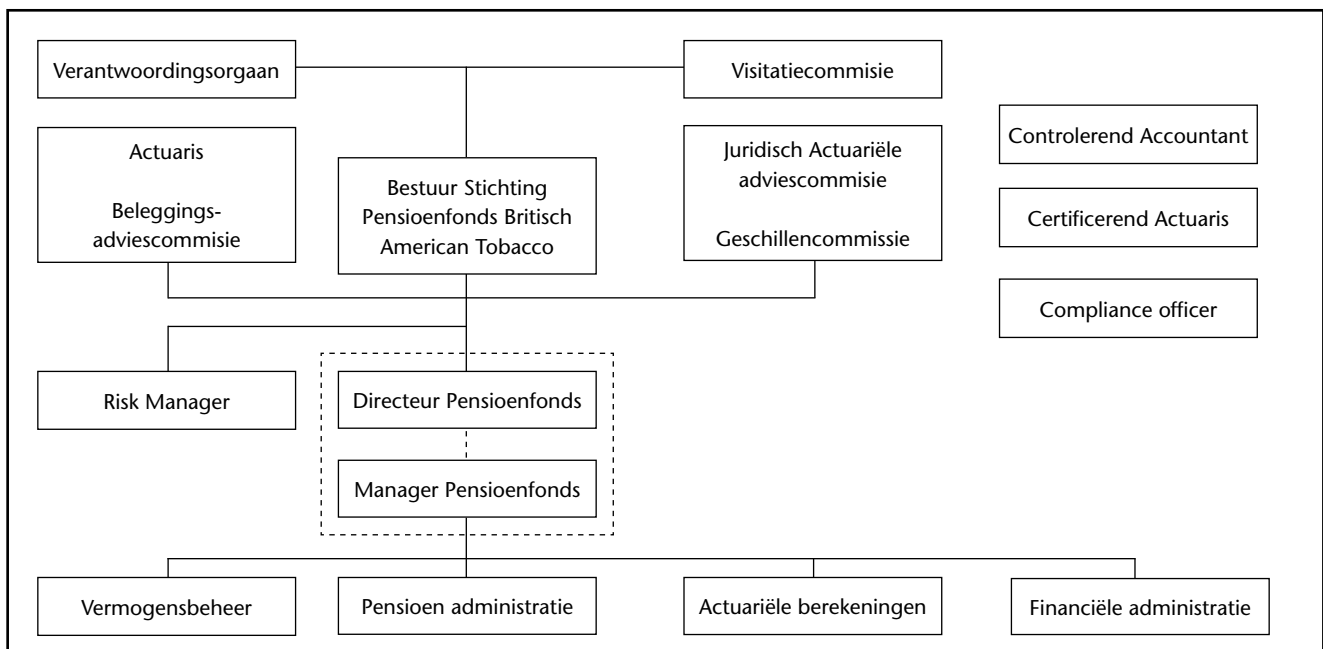 Verantwoordingsorgaan
Visitatiecommisie
Actuaris
Beleggings-
adviescommisie
Bestuur Stichting
Pensioenfonds Britisch
American Tobacco
Juridisch Actuariële
adviescommisie
Geschillencommissie
Controlerend Accountant
Certificerend Actuaris
Compliance officer
Risk Manager
Directeur Pensioenfonds
Manager Pensioenfonds
Vermogensbeheer
Pensioen administratie
Actuariële berekeningen
Financiële administratie